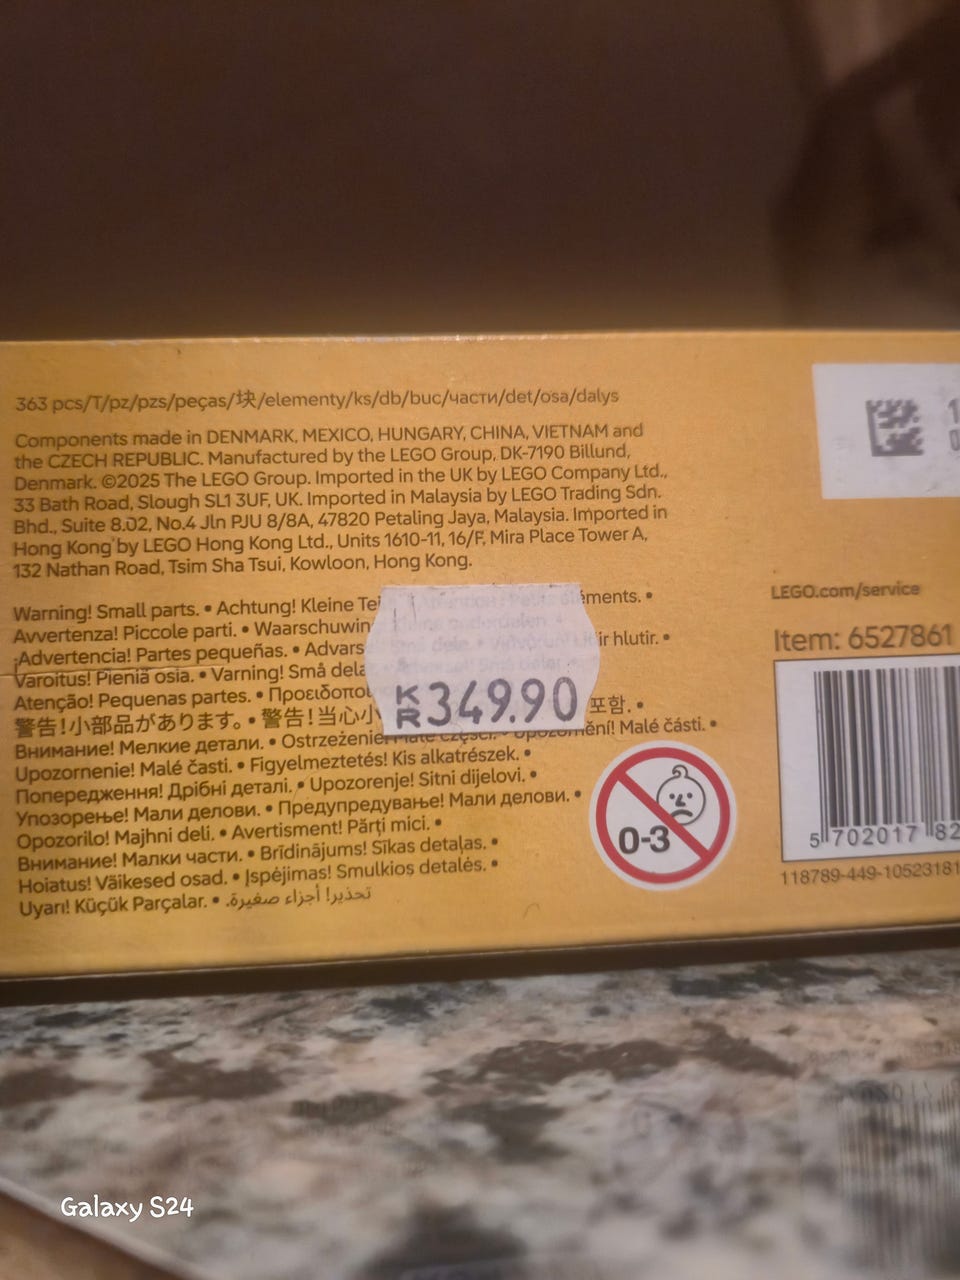 363 pcs/T/pz/pzs/peças/块/elementy/ks/db/buc/части/det/osa/dalys
Components made in DENMARK, MEXICO, HUNGARY, CHINA, VIETNAM and
the CZECH REPUBLIC. Manufactured by the LEGO Group, DK-7190 Billund,
Denmark. ©2025 The LEGO Group. Imported in the UK by LEGO Company Ltd.,
33 Bath Road, Slough SL1 3UF, UK. Imported in Malaysia by LEGO Trading Sdn.
Bhd., Suite 8.02, No.4 Jln PJU 8/8A, 47820 Petaling Jaya, Malaysia. Imported in
Hong Kong by LEGO Hong Kong Ltd., Units 1610-11, 16/F, Mira Place Tower A,
132 Nathan Road, Tsim Sha Tsui, Kowloon, Hong Kong.
Warning! Small parts. • Achtung! Kleine
Avvertenza! Piccole parti. •
¡Advertencia! Partes pequeñas. • hlutir. •
Varoitus! Pieniä osia. • Varning! Små
Atenção! Pequenas partes. •
警告!小部品があります。• 警告!当心小 포함. •
Внимание! Мелкие детали. • Malé části. •
Upozornenie! Malé časti. • Figyelmeztetés! Kis alkatrészek. •
Попередження! Дрібні деталі. • Upozorenje! Sitni dijelovi. •
Упозорење! Мали делови. • Предупредување! Мали делови. •
Opozorilo! Majhni deli. • Avertisment! Părți mici. •
Внимание! Малки части. • Brīdinājums! Sīkas detaļas. •
Hoiatus! Väikesed osad. • Įspėjimas! Smulkios detalės. •
Uyarı! Küçük Parçalar. • تحذير! أجزاء صغيرة.
KR 349.90
0-3
LEGO.com/service
Item: 6527861
5 702017 82
118789-449-10523181
Galaxy S24